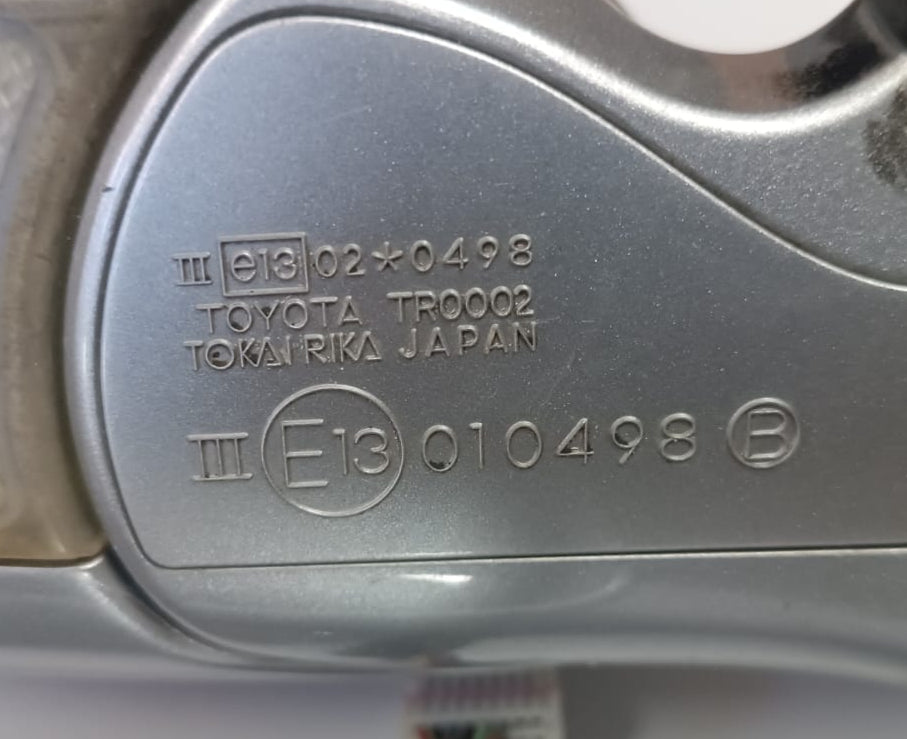 III e13 02*0498
TOYOTA TR0002
TOKAI RIKA JAPAN
III E13 010498 B